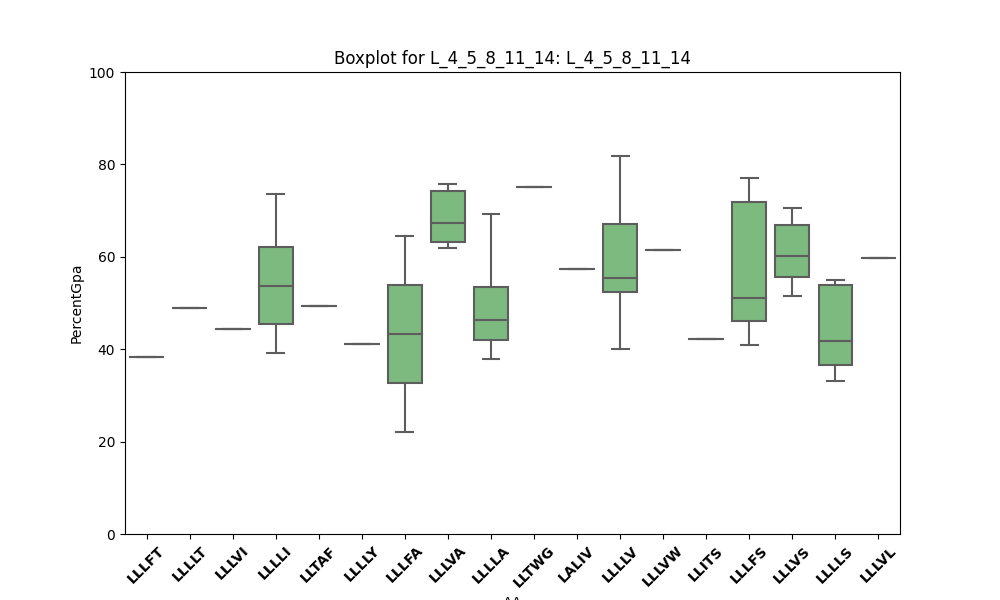 Boxplot for L_4_5_8_11_14: L_4_5_8_11_14
100
80
60
40
20
0
PercentGpa
LLLFT LLLLT LLLVI LLLLI LLTAF LLLLY LLLFA LLLVA LLLLA LLTWG LALIV LLLLV LLLVW LLITS LLLFS LLLVS LLLLS LLLVL